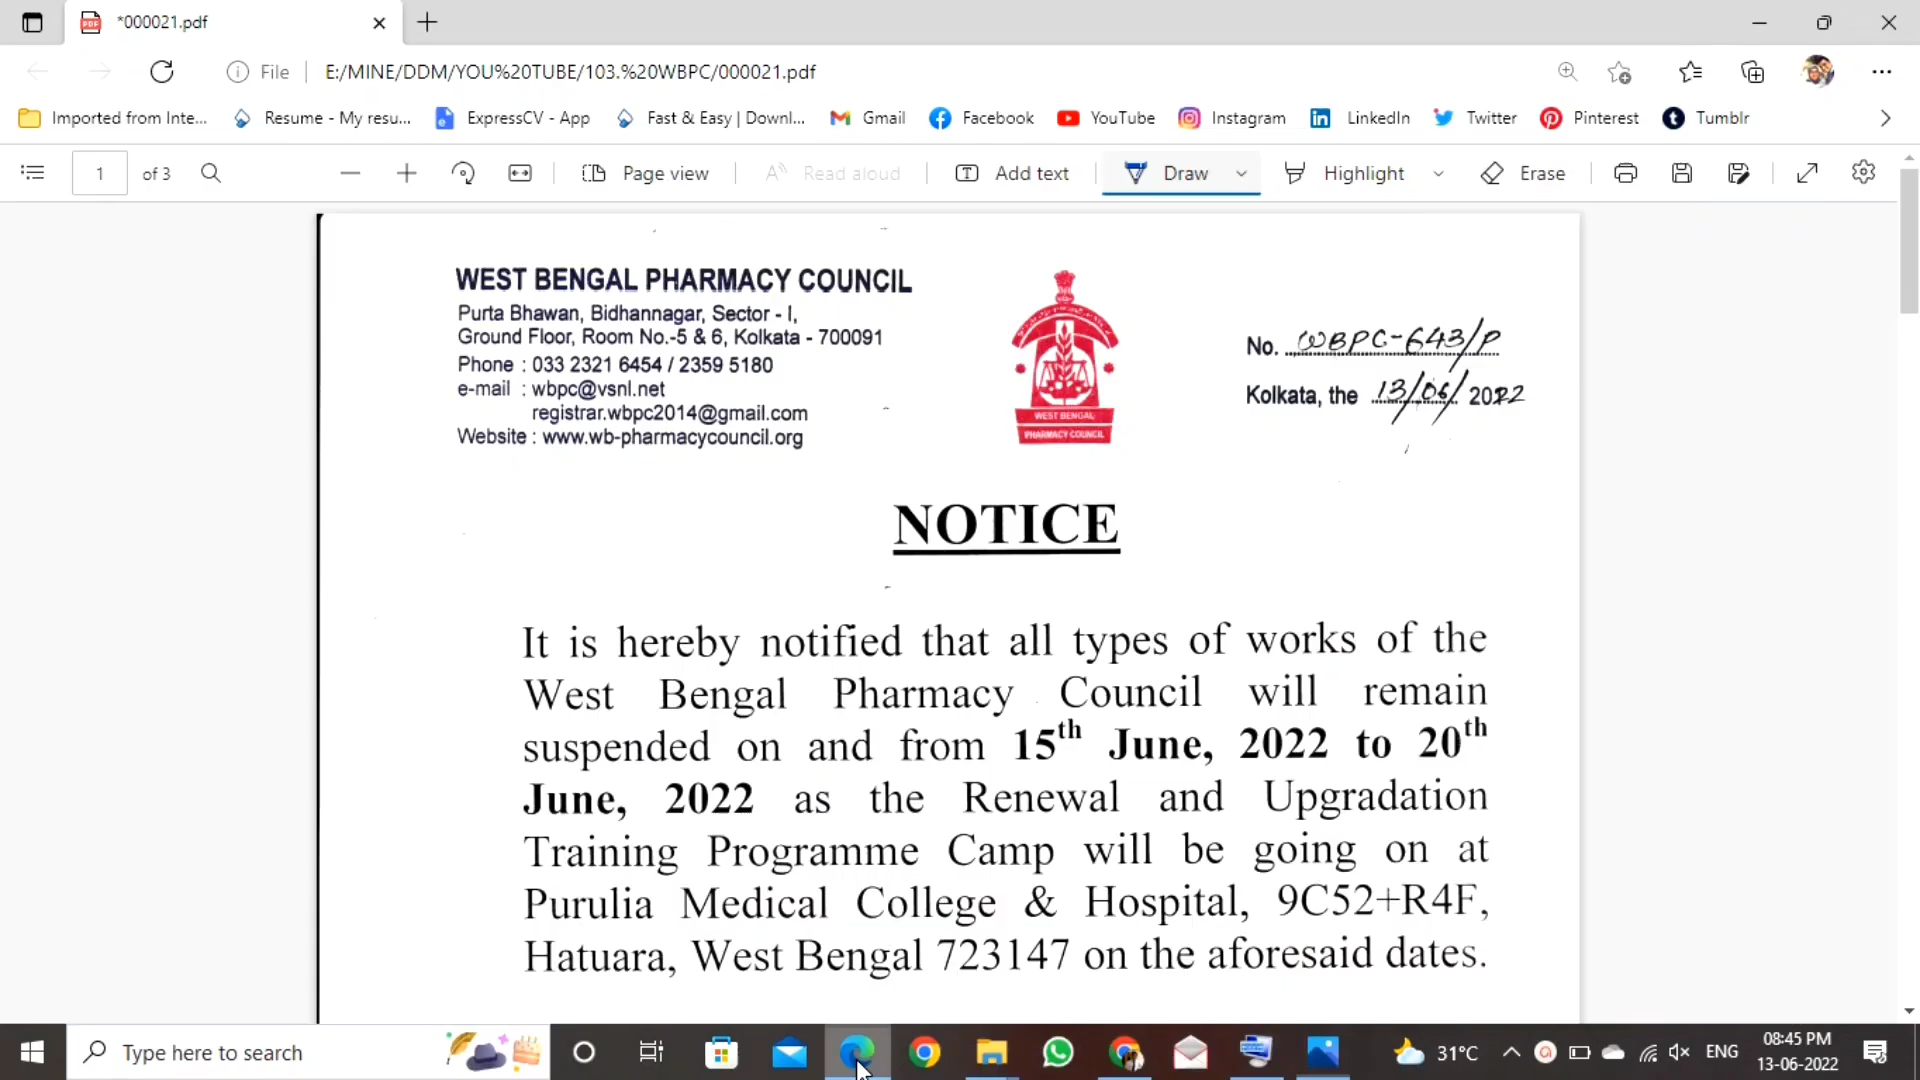 *000021.pdf
File
E:/MINE/DDM/YOU%20TUBE/103.%20WBPC/000021.pdf
Imported from Inte...
Resume - My resu...
ExpressCV - App
Fast & Easy | Downl...
Gmail
Facebook
YouTube
Instagram
LinkedIn
Twitter
Pinterest
Tumblr
1 of 3
Page view
Read aloud
Add text
Draw
Highlight
Erase
WEST BENGAL PHARMACY COUNCIL
Purta Bhawan, Bidhannagar, Sector - I,
Ground Floor, Room No.-5 & 6, Kolkata - 700091
Phone : 033 2321 6454 / 2359 5180
e-mail : wbpc@vsnl.net
registrar.wbpc2014@gmail.com
Website : www.wb-pharmacycouncil.org
WEST BENGAL
PHARMACY COUNCIL
No. WBPC-643/P
Kolkata, the 13/06/2022
NOTICE
It is hereby notified that all types of works of the
West Bengal Pharmacy Council will remain
suspended on and from 15th June, 2022 to 20th
June, 2022 as the Renewal and Upgradation
Training Programme Camp will be going on at
Purulia Medical College & Hospital, 9C52+R4F,
Hatuara, West Bengal 723147 on the aforesaid dates.
Type here to search
31°C
ENG
08:45 PM
13-06-2022